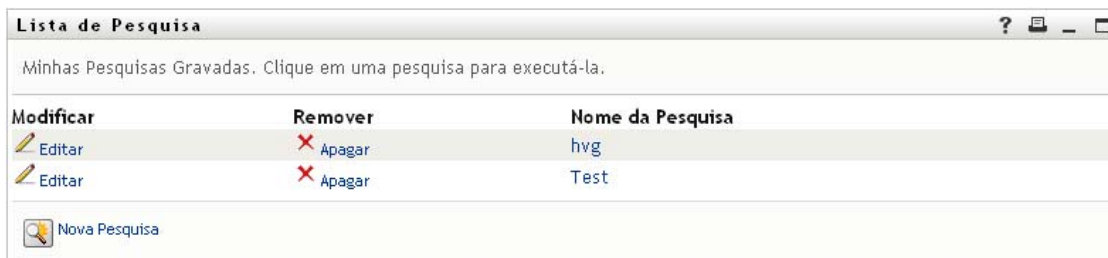 Lista de Pesquisa
Minhas Pesquisas Gravadas. Clique em uma pesquisa para executá-la.
Modificar Remover Nome da Pesquisa
Editar Apagar hvg
Editar Apagar Test
Nova Pesquisa